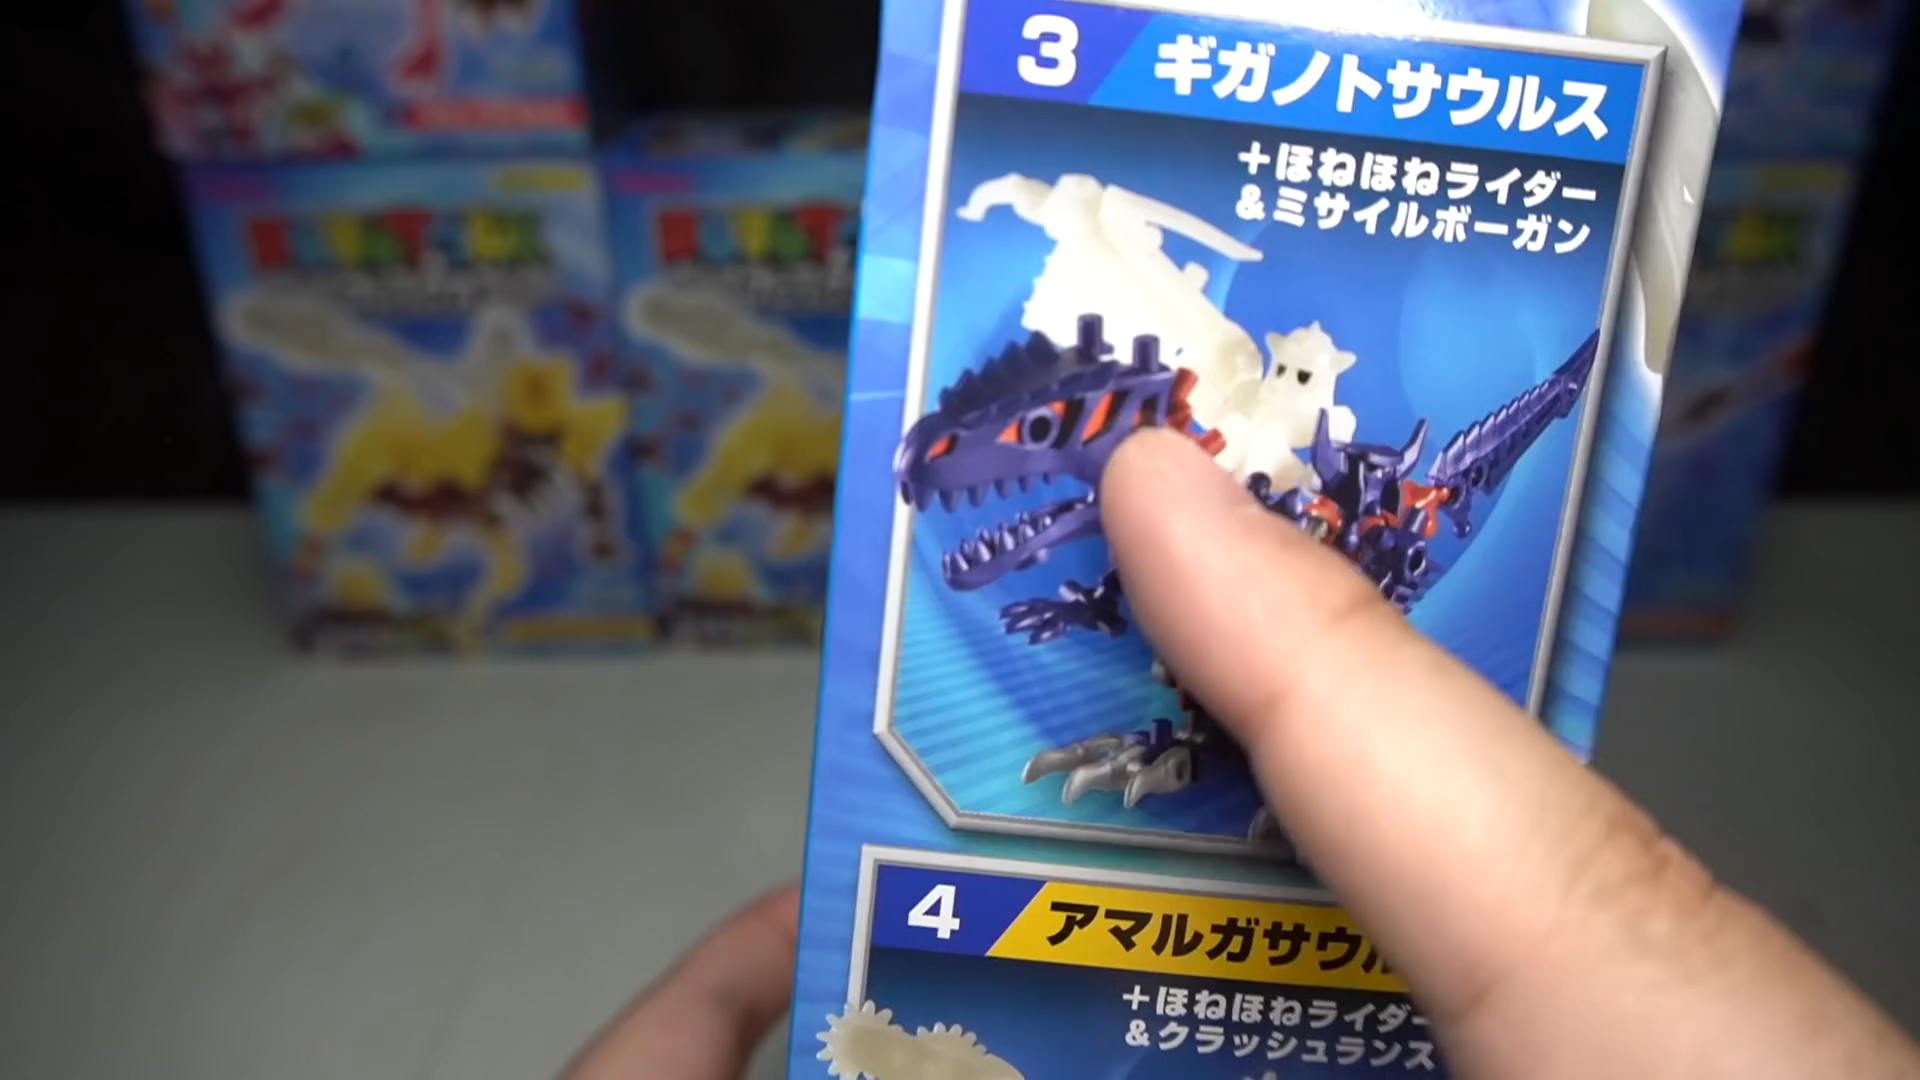 3
ギガノトサウルス
+ほねほねライダー
&ミサイルボーガン
4
アマルガサウ
+ほねほねライダー
&クラッシュランス